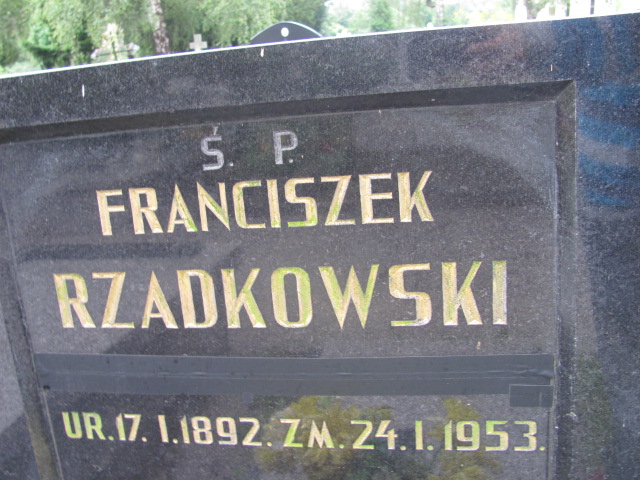 Ś. P.
FRANCISZEK
RZADKOWSKI
UR. 17. I. 1892. ZM. 24. I. 1953.